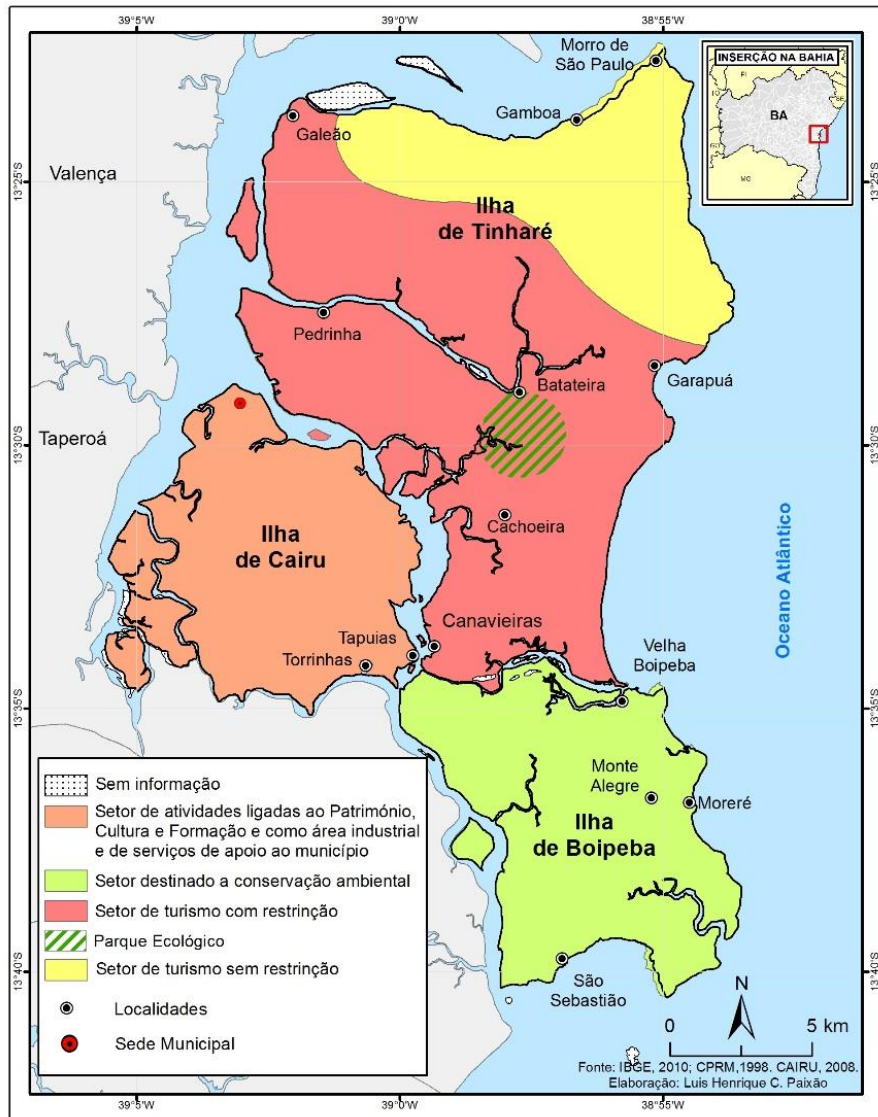 39°5'W
39°0'W
38°55'W
Morro de
São Paulo
INSERÇÃO NA BAHIA
BA
Gamboa
Galeão
Valença
13°25'S
13°25'S
Ilha
de Tinharé
Pedrinha
Batateira
Garapuá
Taperoá
13°30'S
13°30'S
Cachoeira
Ilha
de Cairu
Oceano Atlântico
Canavieiras
Tapuias
Torrinhas
Velha
Boipeba
13°35'S
13°35'S
Monte
Alegre
Moreré
Ilha
de Boipeba
Sem informação
Setor de atividades ligadas ao Património,
Cultura e Formação e como área industrial
e de serviços de apoio ao município
Setor destinado a conservação ambiental
Setor de turismo com restrinção
Parque Ecológico
Setor de turismo sem restrinção
Localidades
Sede Municipal
São
Sebastião
13°40'S
13°40'S
N
0
5 km
Fonte: IBGE, 2010; CPRM,1998. CAIRU, 2008.
Elaboração: Luis Henrique C. Paixão
39°5'W
39°0'W
38°55'W